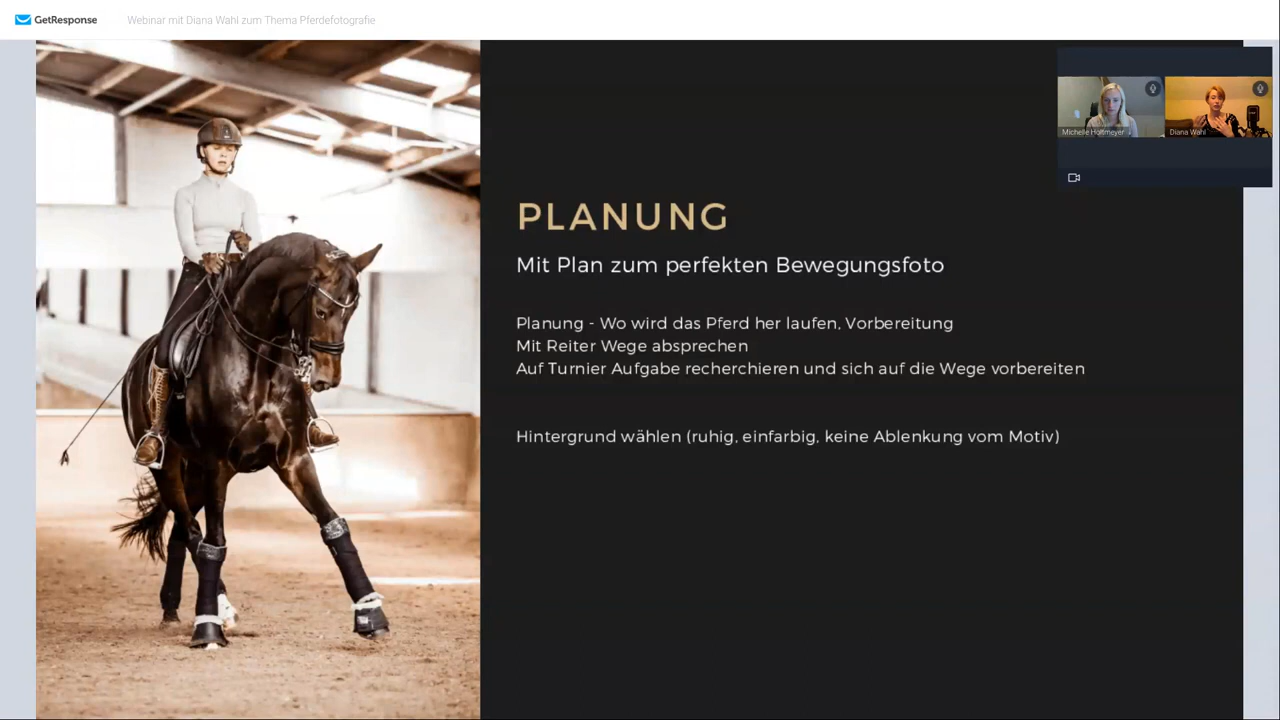 GetResponse
Webinar mit Diana Wahl zum Thema Pferdefotografie
Michelle Holtmeyer
Diana Wahl
PLANUNG
Mit Plan zum perfekten Bewegungsfoto
Planung - Wo wird das Pferd her laufen, Vorbereitung
Mit Reiter Wege absprechen
Auf Turnier Aufgabe recherchieren und sich auf die Wege vorbereiten
Hintergrund wählen (ruhig, einfarbig, keine Ablenkung vom Motiv)